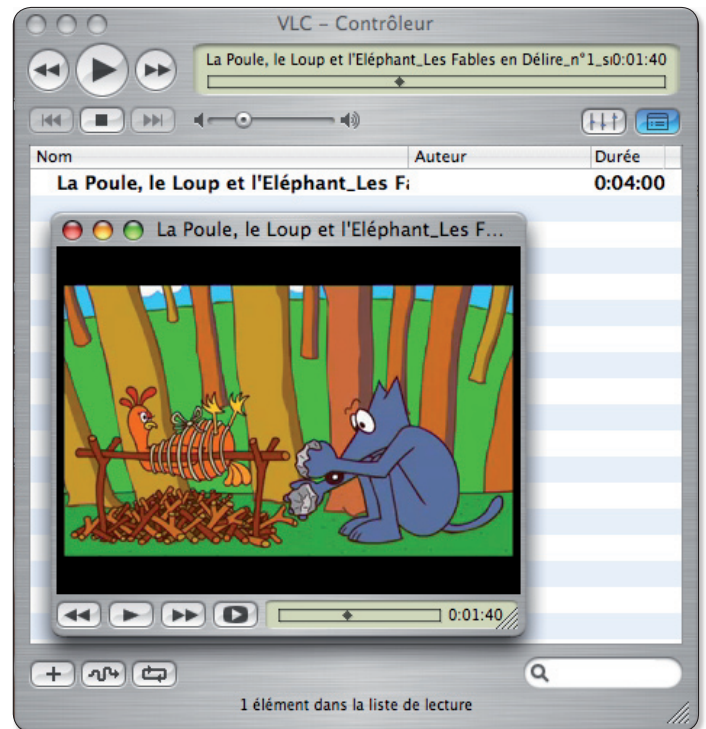 VLC – Contrôleur
La Poule, le Loup et l'Eléphant_Les Fables en Délire_n°1_si0:01:40
Nom Auteur Durée
La Poule, le Loup et l'Eléphant_Les Fa 0:04:00
La Poule, le Loup et l'Eléphant_Les F...
0:01:40
1 élément dans la liste de lecture